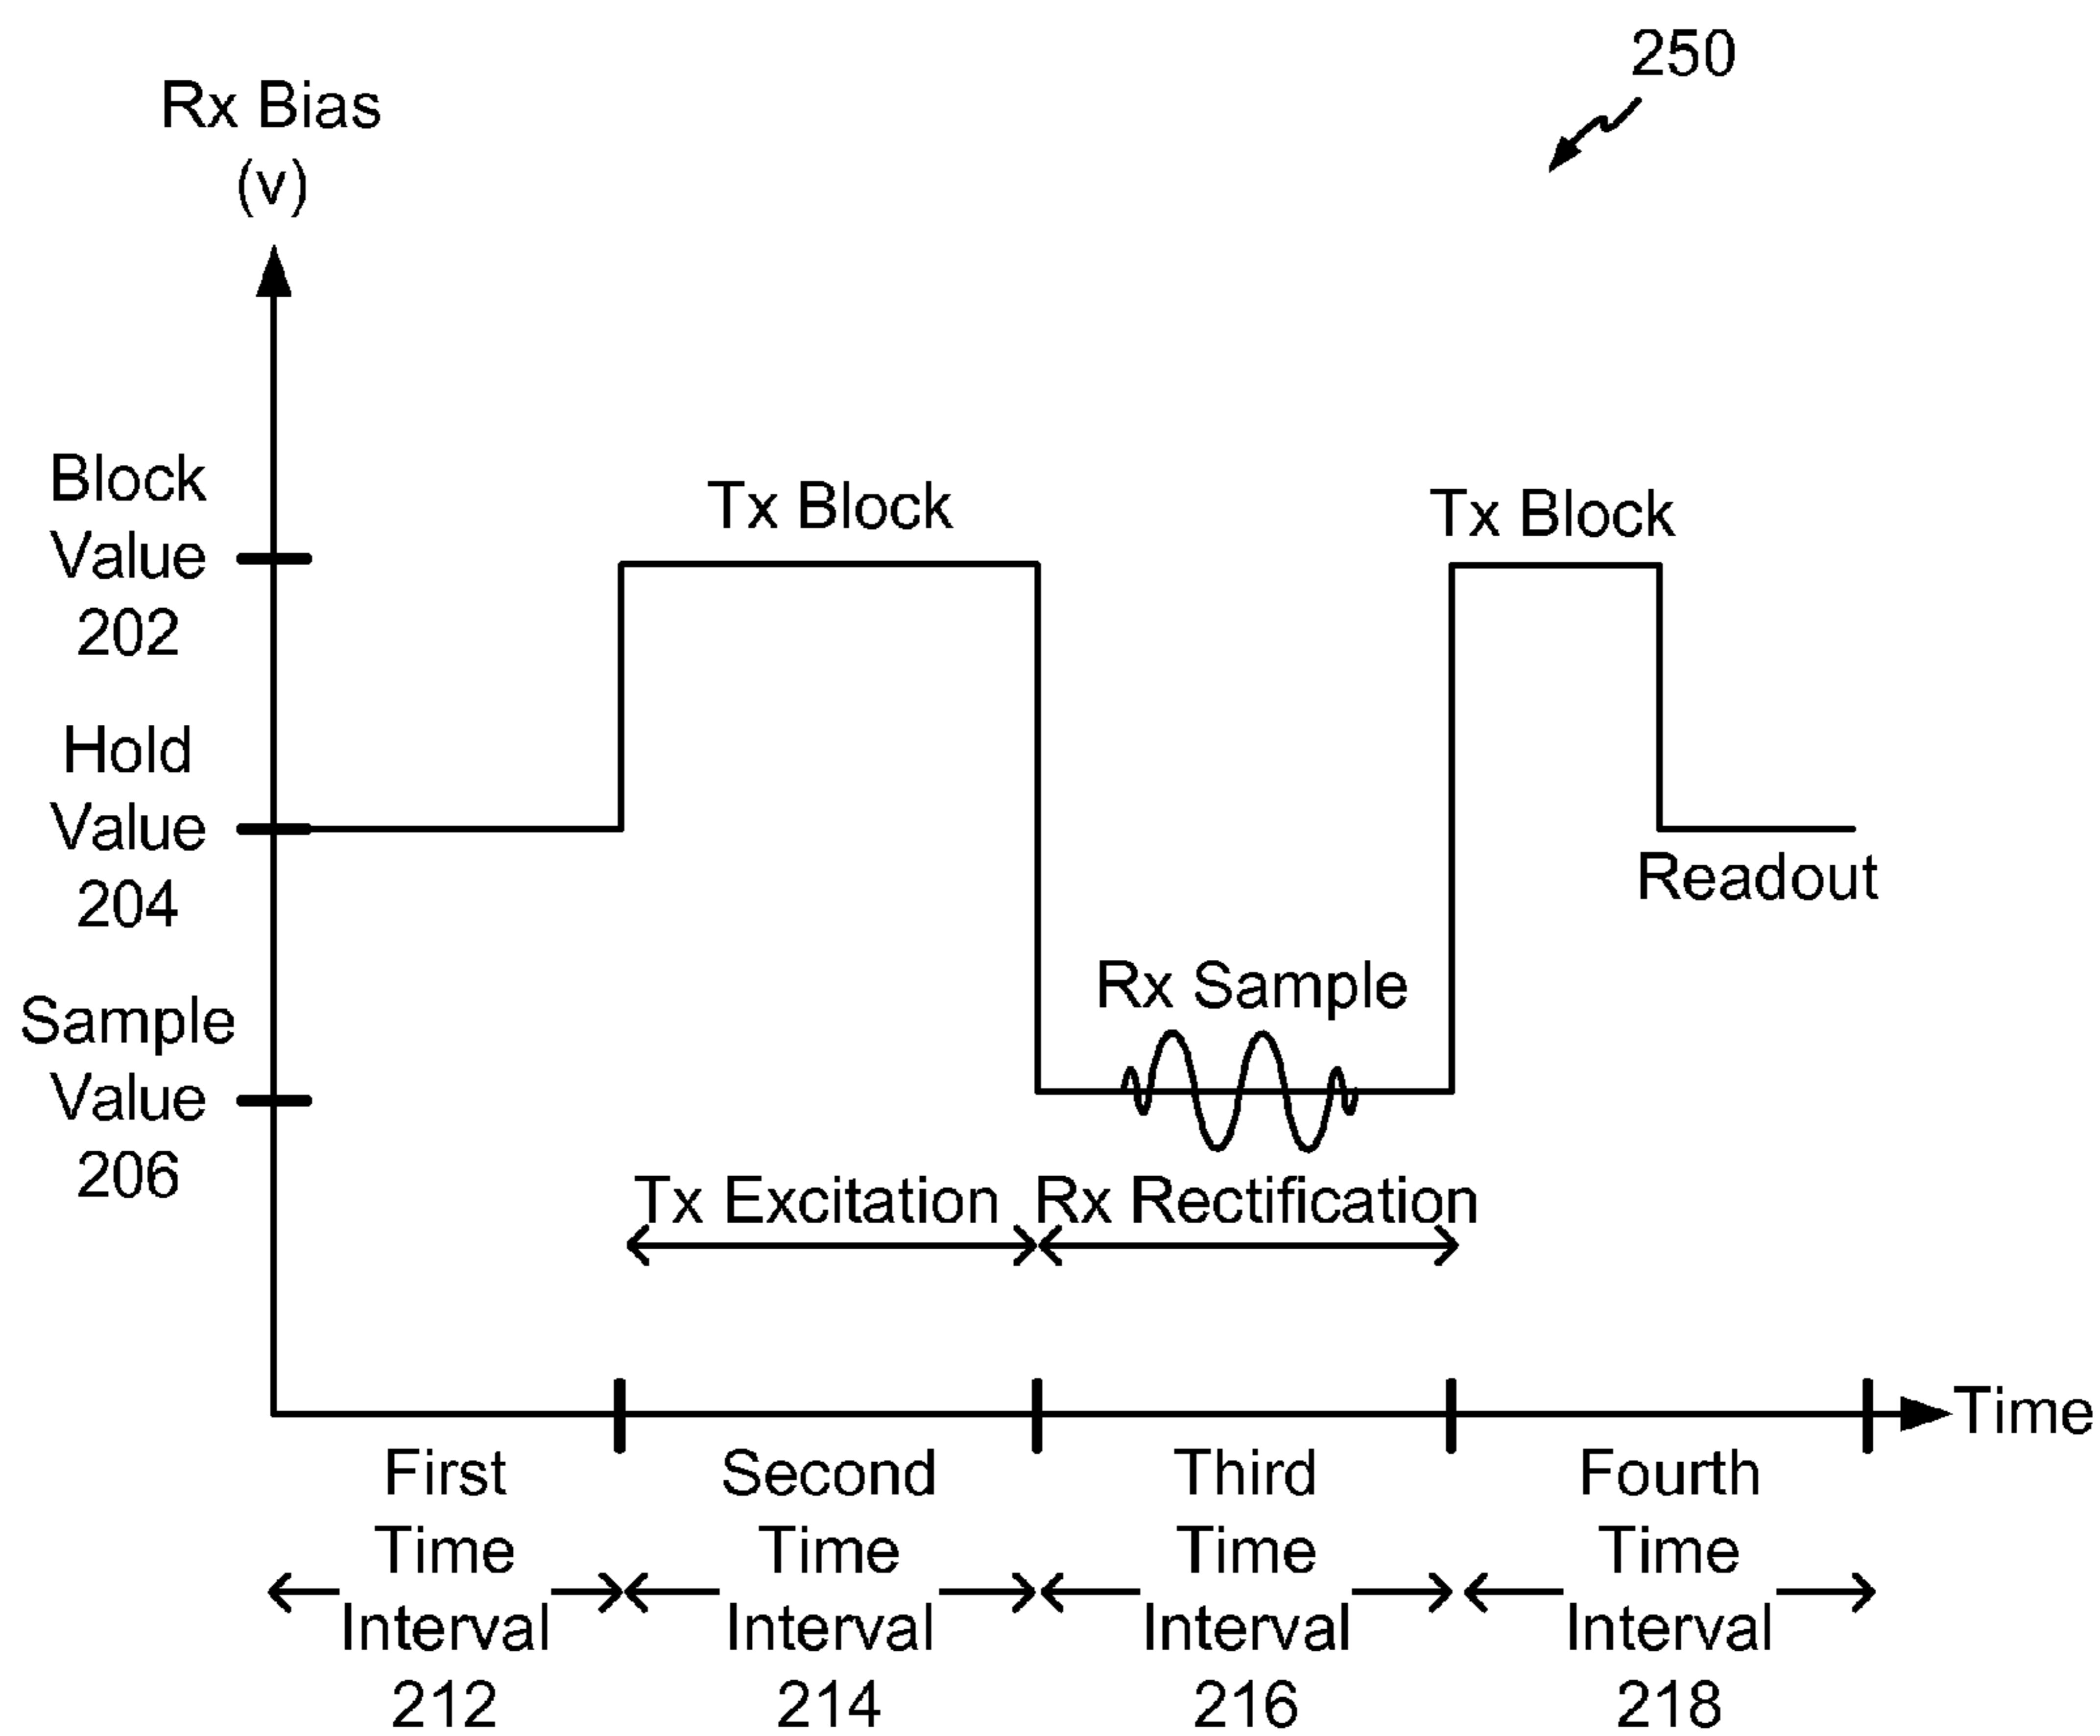 250
Rx Bias
(v)
Block
Value
202
Tx Block
Tx Block
Hold
Value
204
Readout
Sample
Value
206
Rx Sample
Tx Excitation
Rx Rectification
Time
First
Time
Interval
212
Second
Time
Interval
214
Third
Time
Interval
216
Fourth
Time
Interval
218